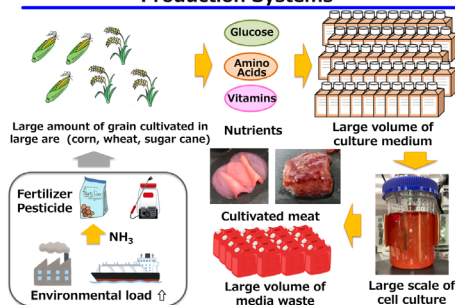 Production Systems
Glucose
Amino
Acids
Vitamins
Nutrients
Large amount of grain cultivated in
large are (corn, wheat, sugar cane)
Large volume of
culture medium
Fertilizer
Pesticide
NH3
Environmental load ⇧
Cultivated meat
Large volume of
media waste
Large scale of
cell culture